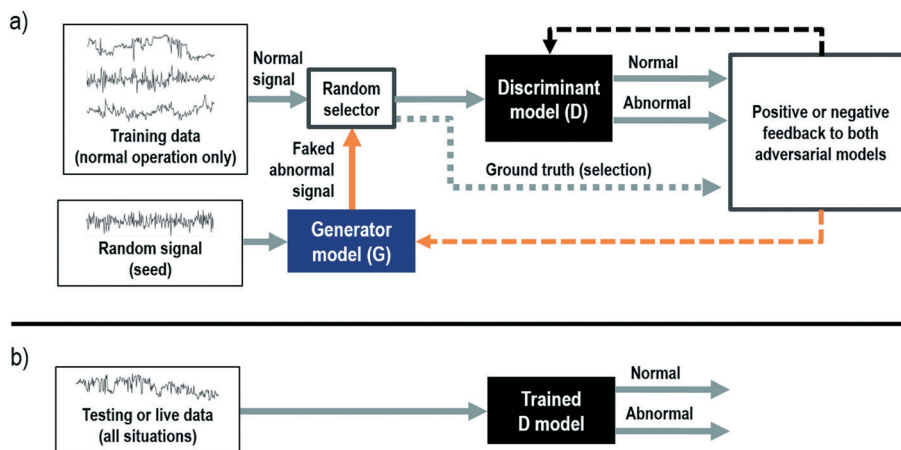 a)
Training data
(normal operation only)
Normal
signal
Random
selector
Discriminant
model (D)
Normal
Abnormal
Positive or negative
feedback to both
adversarial models
Faked
abnormal
signal
Ground truth (selection)
Random signal
(seed)
Generator
model (G)
b)
Testing or live data
(all situations)
Trained
D model
Normal
Abnormal